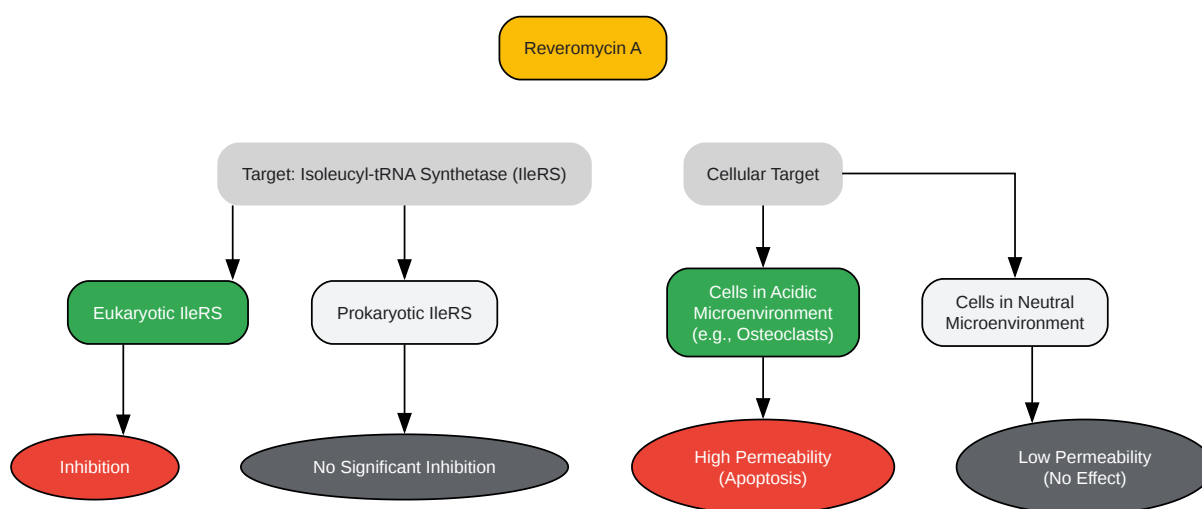 Reveromycin A
Target: Isoleucyl-tRNA Synthetase (IleRS)
Cellular Target
Eukaryotic IleRS
Prokaryotic IleRS
Cells in Acidic
Microenvironment
(e.g., Osteoclasts)
Cells in Neutral
Microenvironment
Inhibition
No Significant Inhibition
High Permeability
(Apoptosis)
Low Permeability
(No Effect)